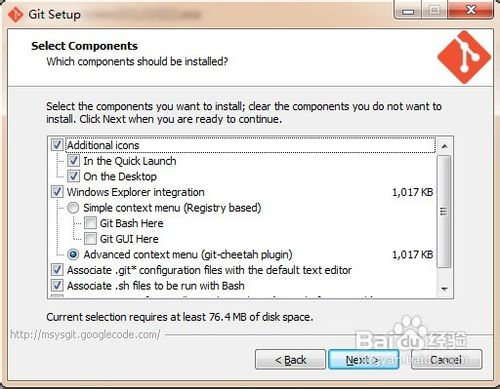 Git Setup
Select Components
Which components should be installed?
Select the components you want to install; clear the components you do not want to
install. Click Next when you are ready to continue.
Additional icons
In the Quick Launch
On the Desktop
Windows Explorer integration 1,017 KB
Simple context menu (Registry based)
Git Bash Here
Git GUI Here
Advanced context menu (git-cheetah plugin) 1,017 KB
Associate .git* configuration files with the default text editor
Associate .sh files to be run with Bash
Current selection requires at least 76.4 MB of disk space.
http://msysgit.googlecode.com/
Baidu 经验
jingyan.baidu.com
< Back
Next >
Cancel